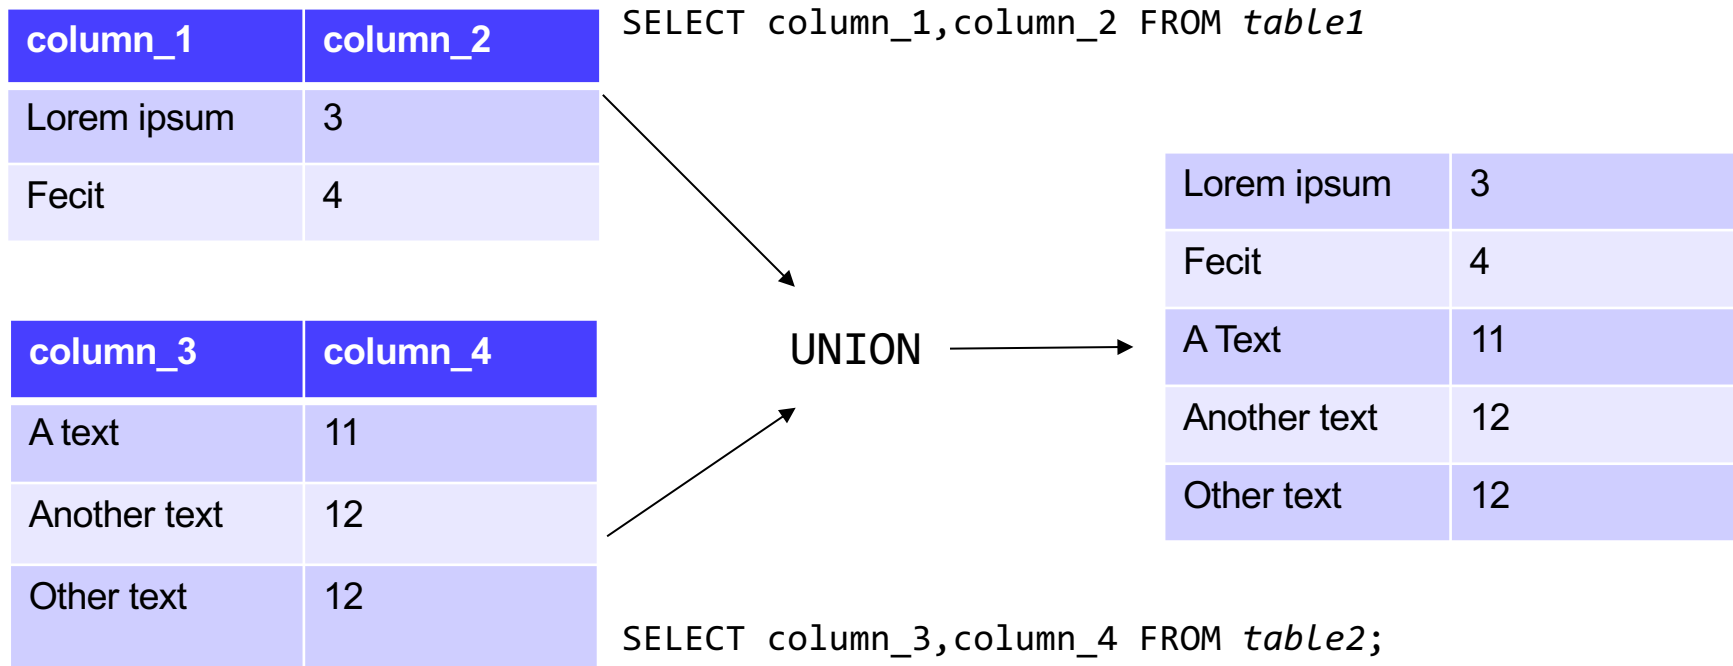 column_1 column_2
Lorem ipsum 3
Fecit 4
SELECT column_1,column_2 FROM table1
column_3 column_4
A text 11
Another text 12
Other text 12
UNION
SELECT column_3,column_4 FROM table2;
Lorem ipsum 3
Fecit 4
A Text 11
Another text 12
Other text 12